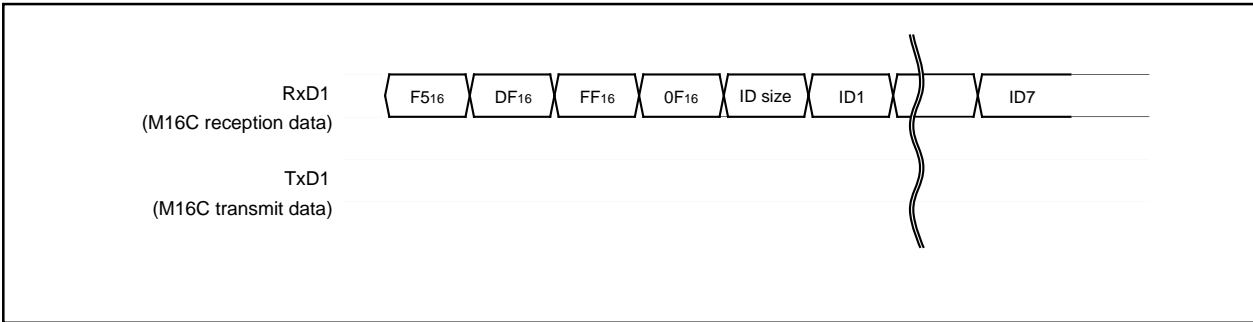 RxD1 F516 DF16 FF16 0F16 ID size ID1 ID7
(M16C reception data)
TxD1
(M16C transmit data)